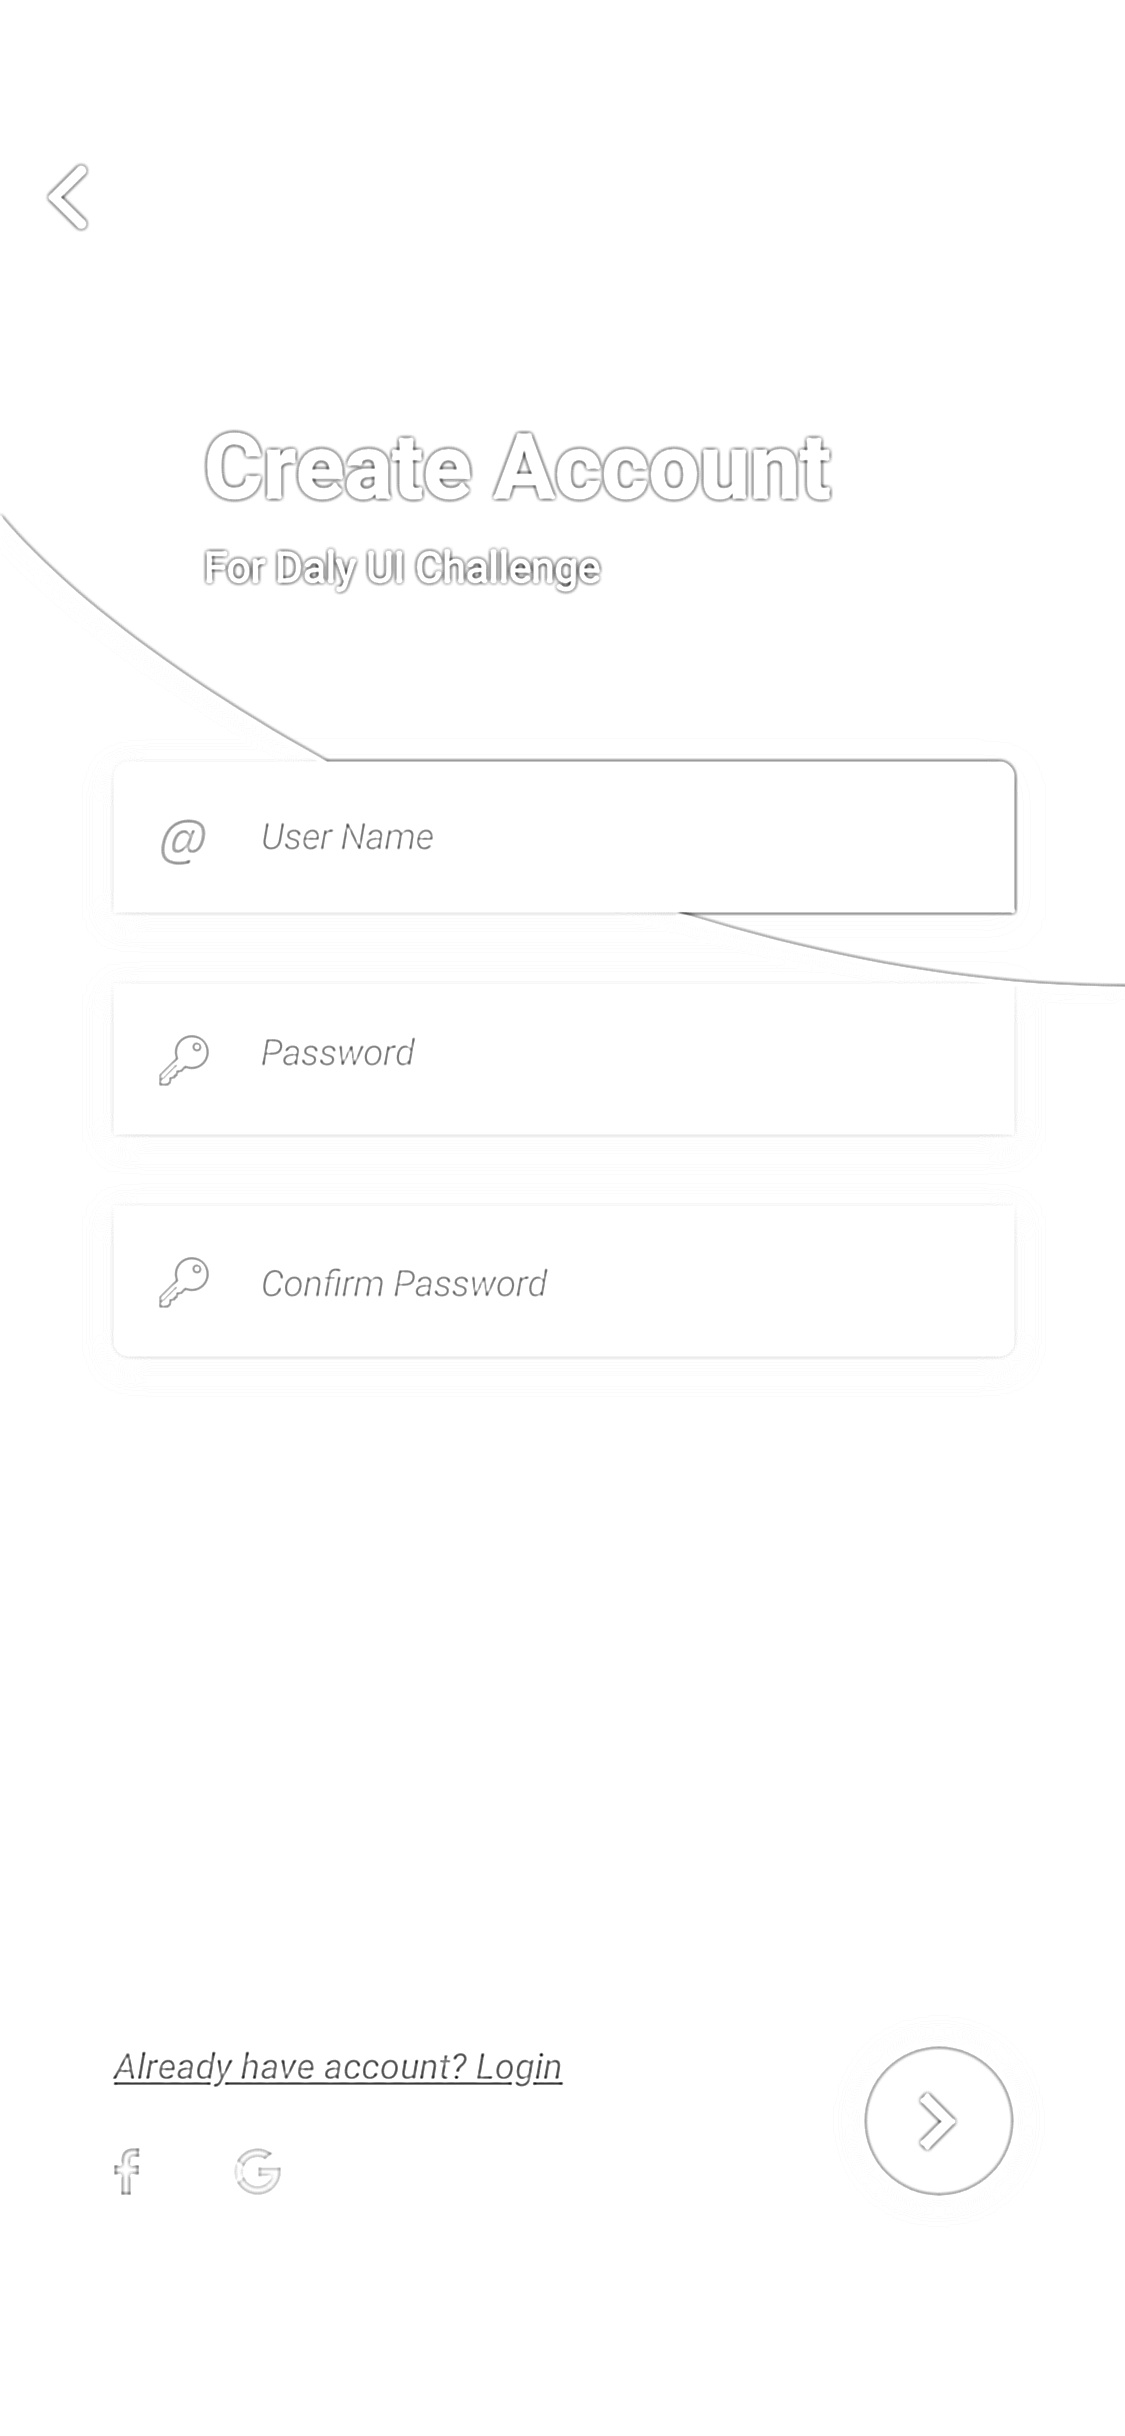 Create Account
For Daly UI Challenge
@ User Name
Password
Confirm Password
Already have account? Login
f G